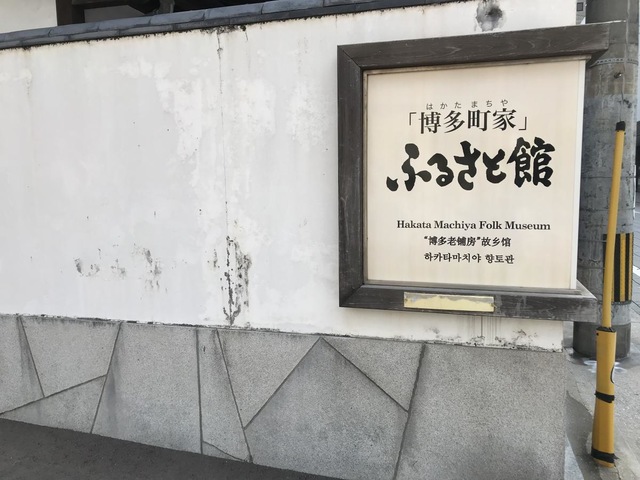 はかたまちや
「博多町家」
ふるさと館
Hakata Machiya Folk Museum
"博多老铺房"故乡馆
하카타마치야 향토관